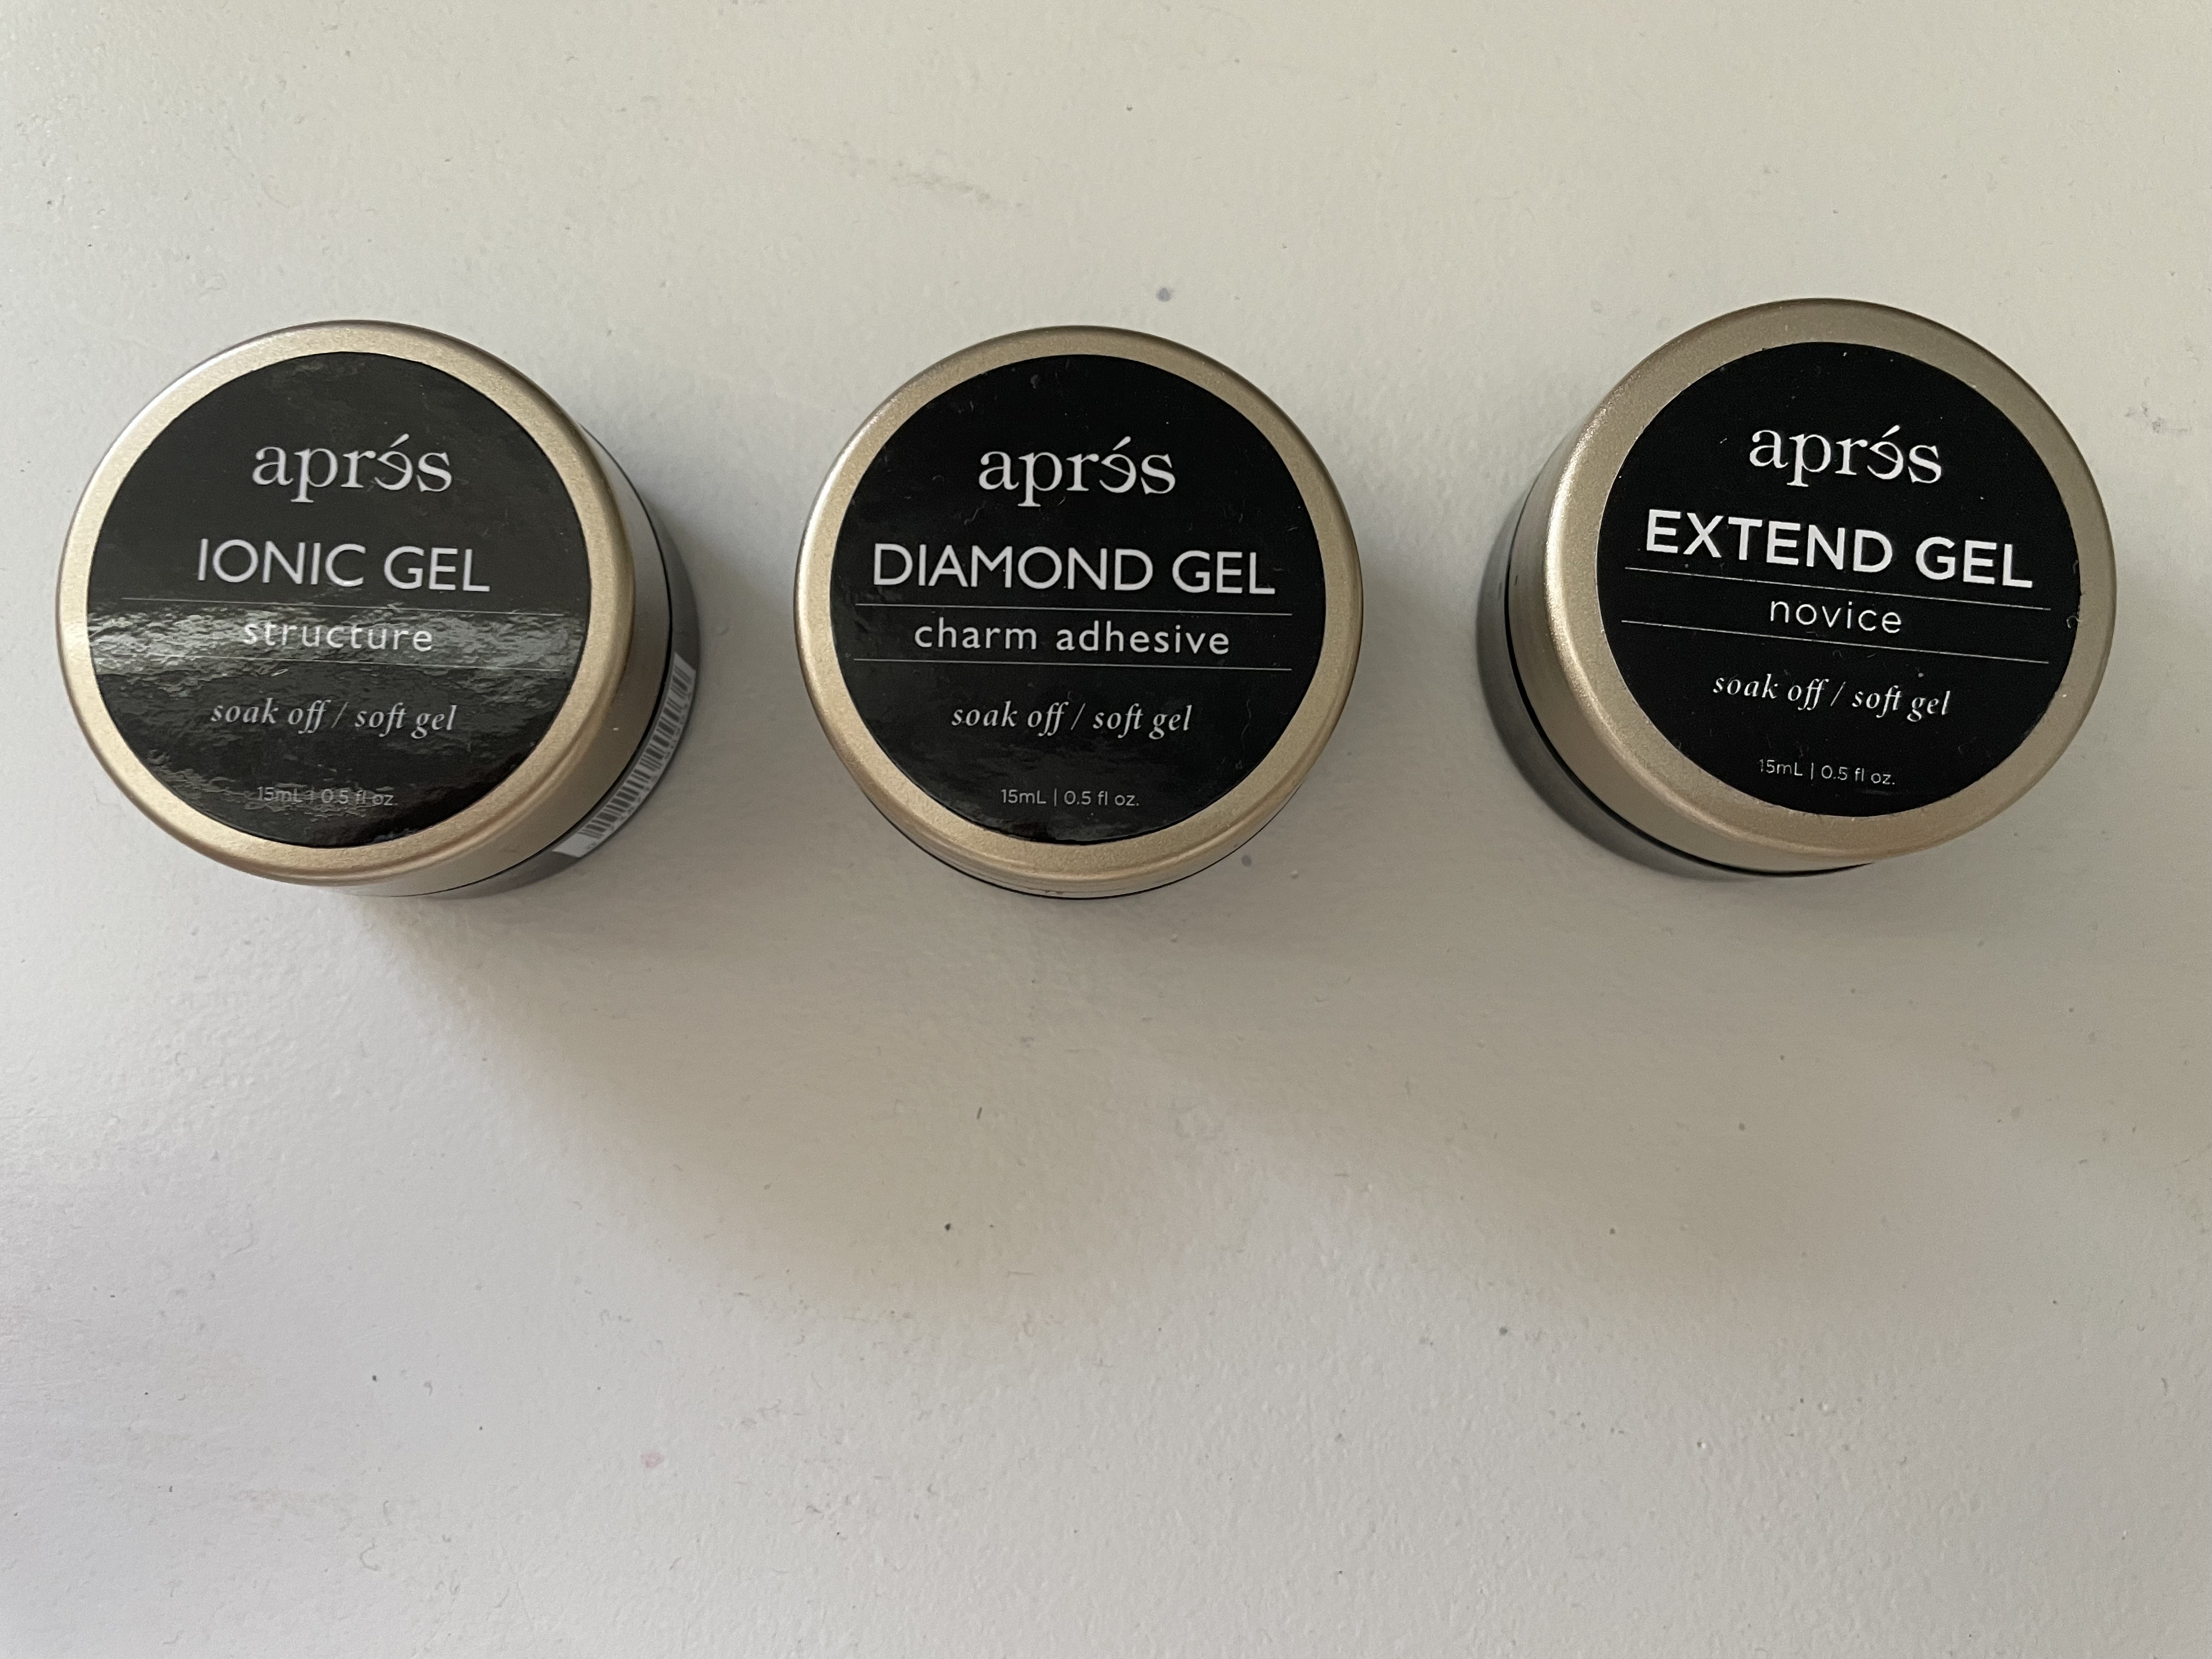 aprés
IONIC GEL
structure
soak off / soft gel
15mL | 0.5 fl oz.
aprés
DIAMOND GEL
charm adhesive
soak off / soft gel
15mL | 0.5 fl oz.
aprés
EXTEND GEL
novice
soak off / soft gel
15mL | 0.5 fl oz.